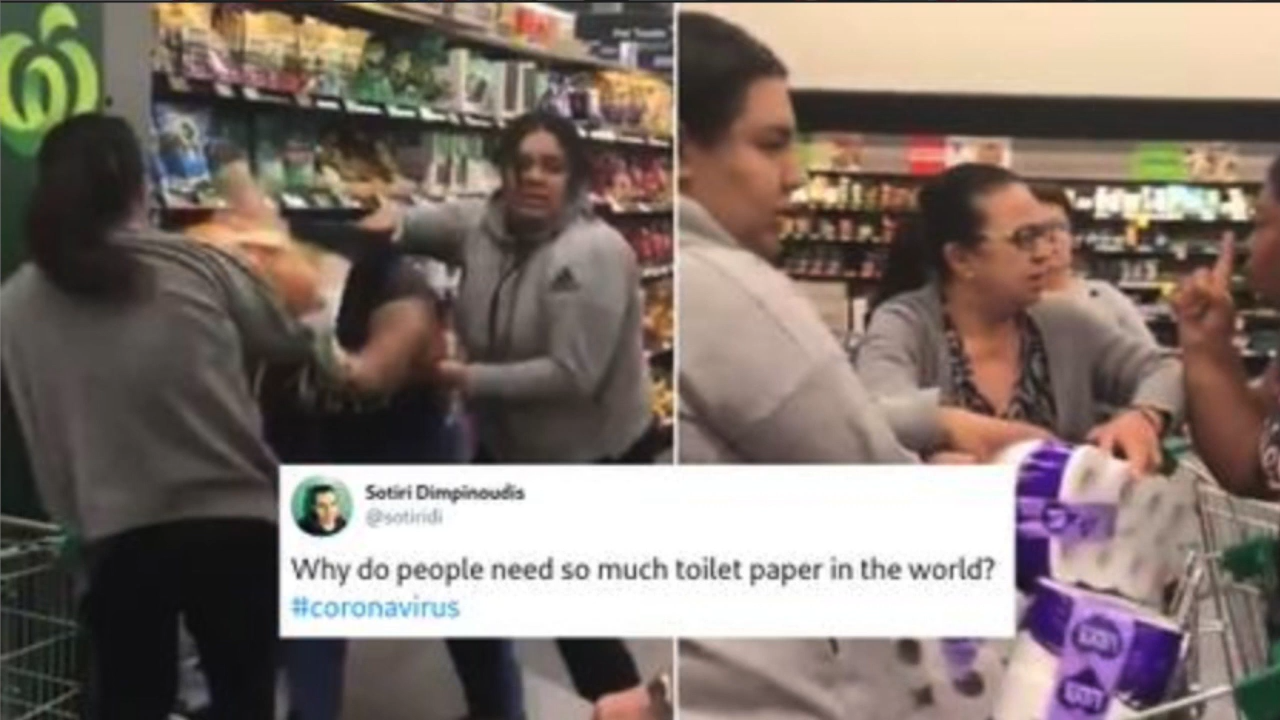 Sotiri Dimpinoudis
@sotiridi
Why do people need so much toilet paper in the world?
#coronavirus